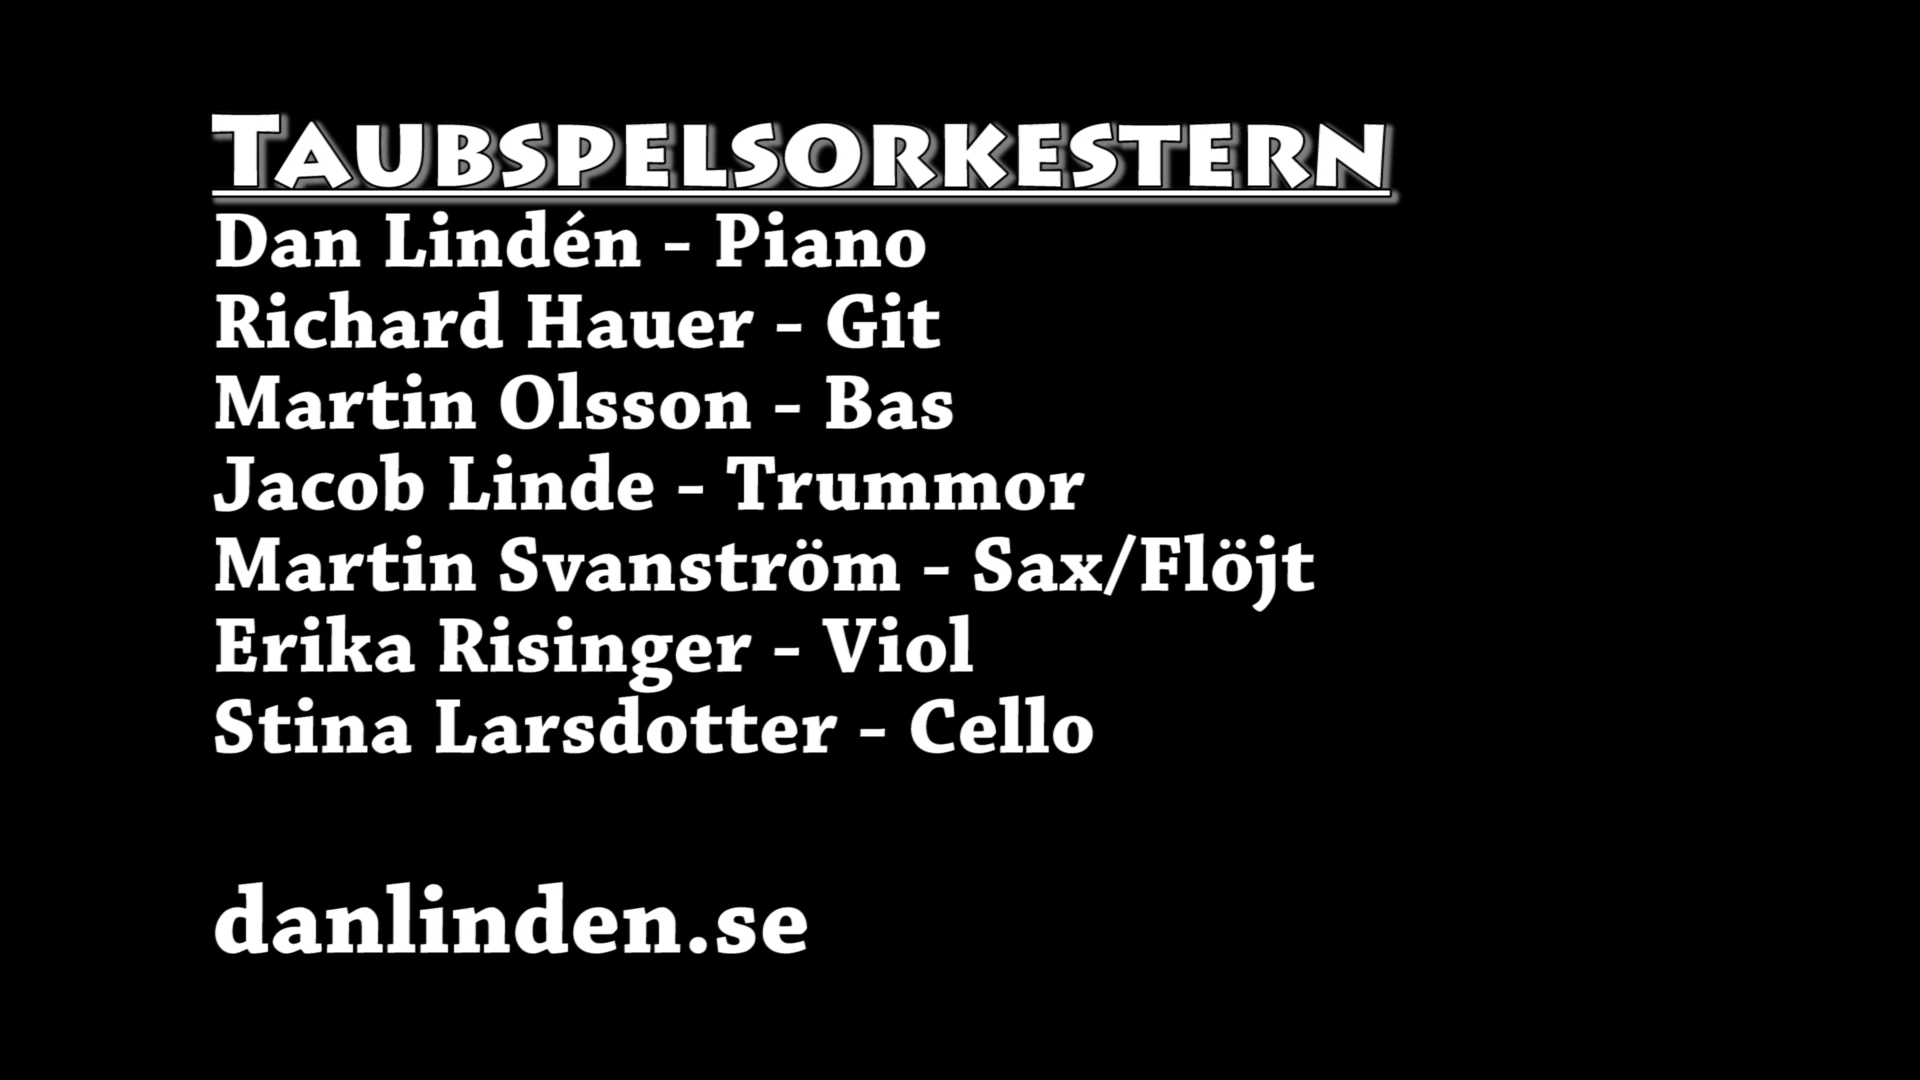 Taubspelsorkestern
Dan Lindén - Piano
Richard Hauer - Git
Martin Olsson - Bas
Jacob Linde - Trummor
Martin Svanström - Sax/Flöjt
Erika Risinger - Viol
Stina Larsdotter - Cello
danlinden.se